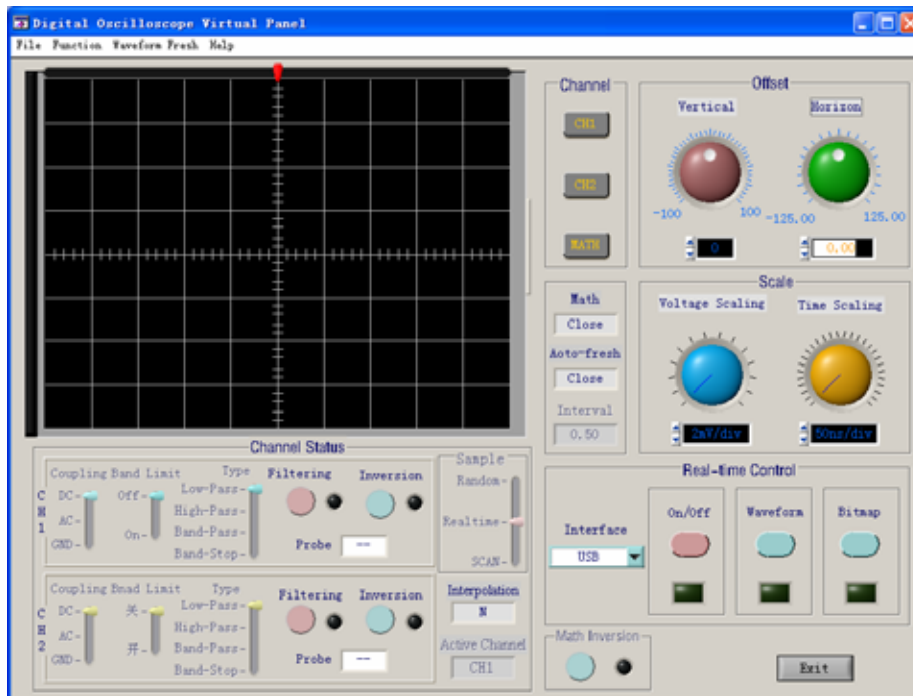 Digital Oscilloscope Virtual Panel
File Function Waveform Fresh Help
Channel
CH1
CH2
MATH
Offset
Vertical
Horizon
-100
100
-125.00
125.00
0
0.00
Math
Close
Aoto-fresh
Close
Interval
0.50
Scale
Voltage Scaling
Time Scaling
2mV/div
50ns/div
Channel Status
CH1
Coupling
DC
AC
GND
Band Limit
Off
On
Type
Low-Pass
High-Pass
Band-Pass
Band-Stop
Filtering
Inversion
Probe
--
Sample
Random
Realtime
SCAN
CH2
Coupling
DC
AC
GND
Bmad Limit
关
开
Type
Low-Pass
High-Pass
Band-Pass
Band-Stop
Filtering
Inversion
Probe
--
Interpolation
N
Active Channel
CH1
Real-time Control
Interface
USB
On/Off
Waveform
Bitmap
Math Inversion
Exit